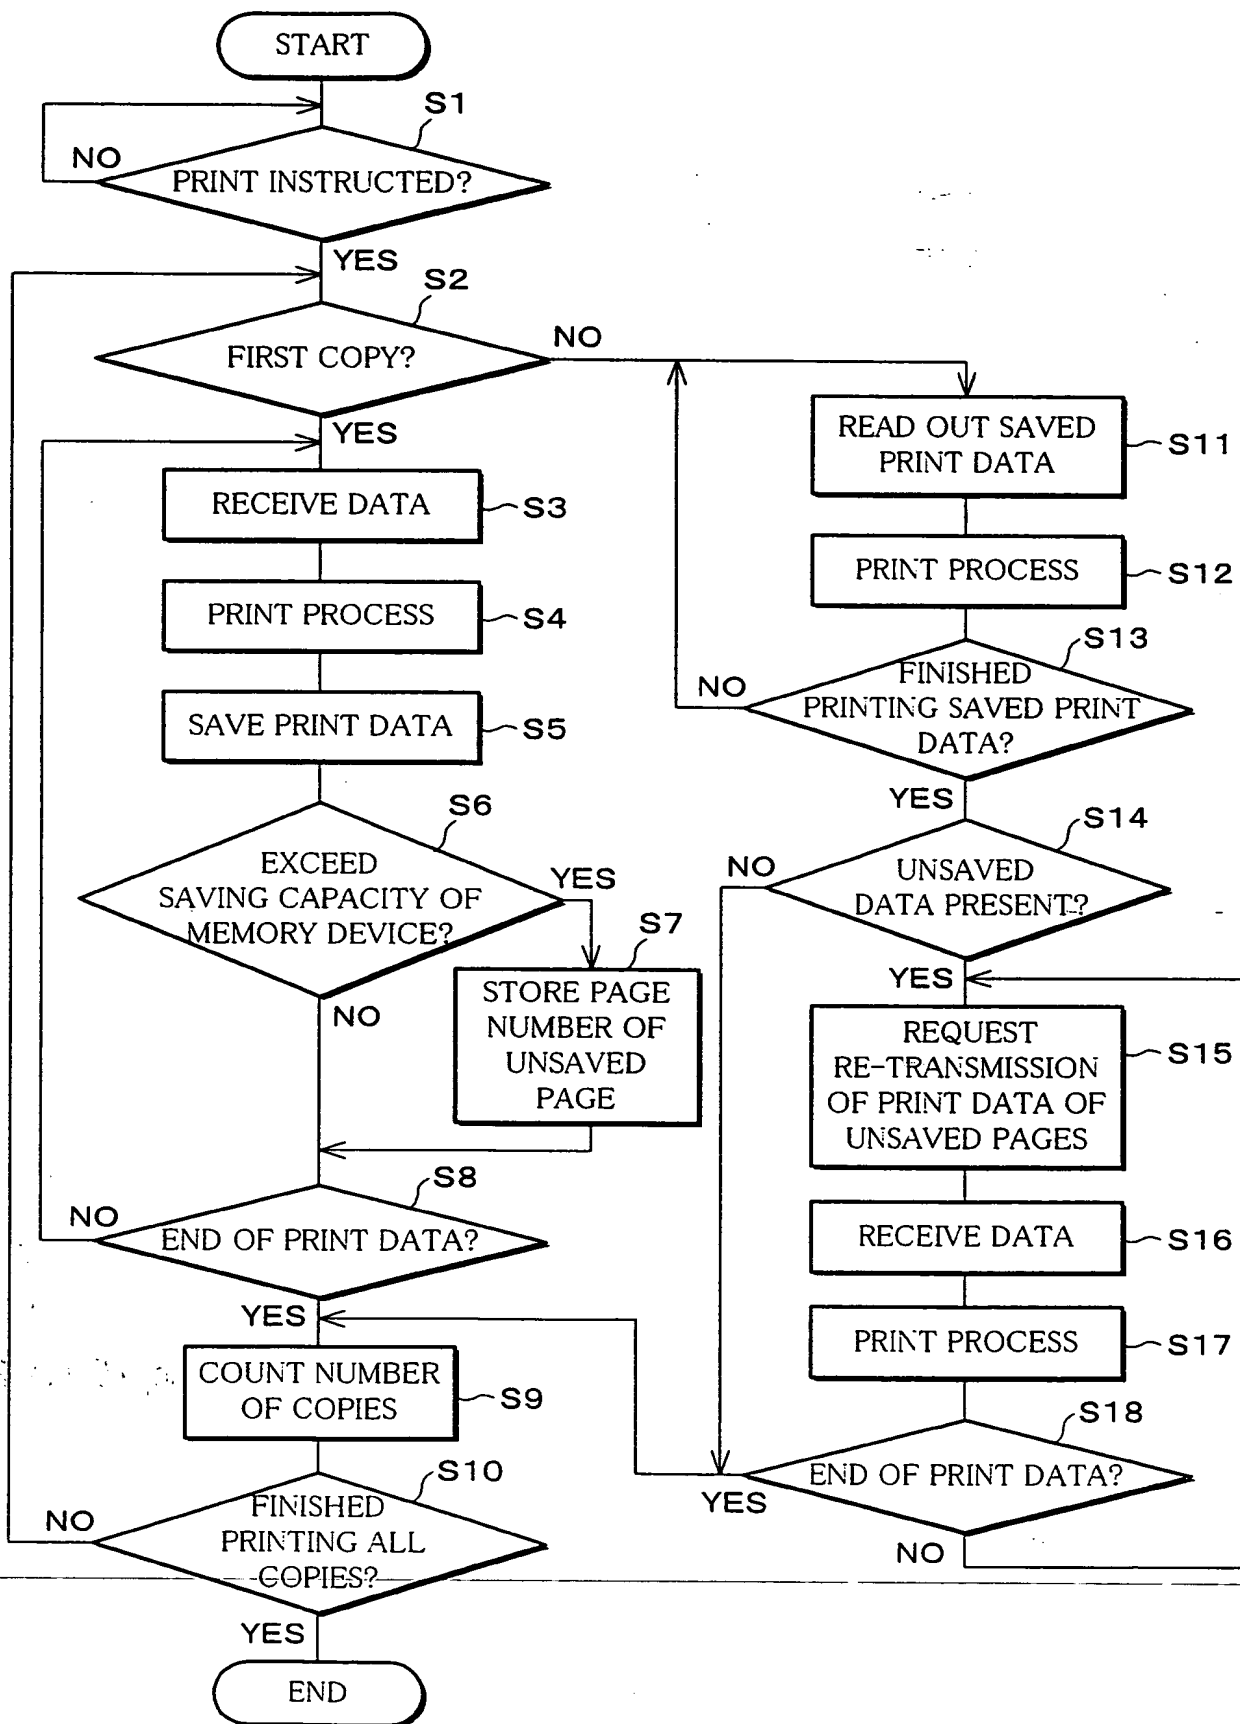 START
S1
NO
PRINT INSTRUCTED?
YES
S2
FIRST COPY?
NO
YES
RECEIVE DATA
S3
PRINT PROCESS
S4
SAVE PRINT DATA
S5
S6
EXCEED
SAVING CAPACITY OF
MEMORY DEVICE?
YES
NO
S7
STORE PAGE
NUMBER OF
UNSAVED
PAGE
S8
NO
END OF PRINT DATA?
YES
COUNT NUMBER
OF COPIES
S9
S10
NO
FINISHED
PRINTING ALL
COPIES?
YES
END
READ OUT SAVED
PRINT DATA
S11
PRINT PROCESS
S12
S13
NO
FINISHED
PRINTING SAVED PRINT
DATA?
YES
S14
NO
UNSAVED
DATA PRESENT?
YES
REQUEST
RE-TRANSMISSION
OF PRINT DATA OF
UNSAVED PAGES
S15
RECEIVE DATA
S16
PRINT PROCESS
S17
S18
END OF PRINT DATA?
YES
NO